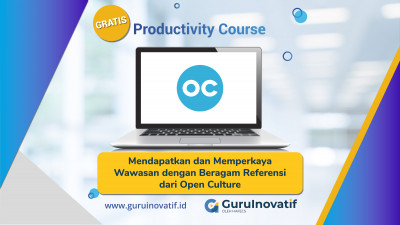 GRATIS
Productivity Course
oc
Mendapatkan dan Memperkaya
Wawasan dengan Beragam Referensi
dari Open Culture
www.guruinovatif.id
GuruInovatif